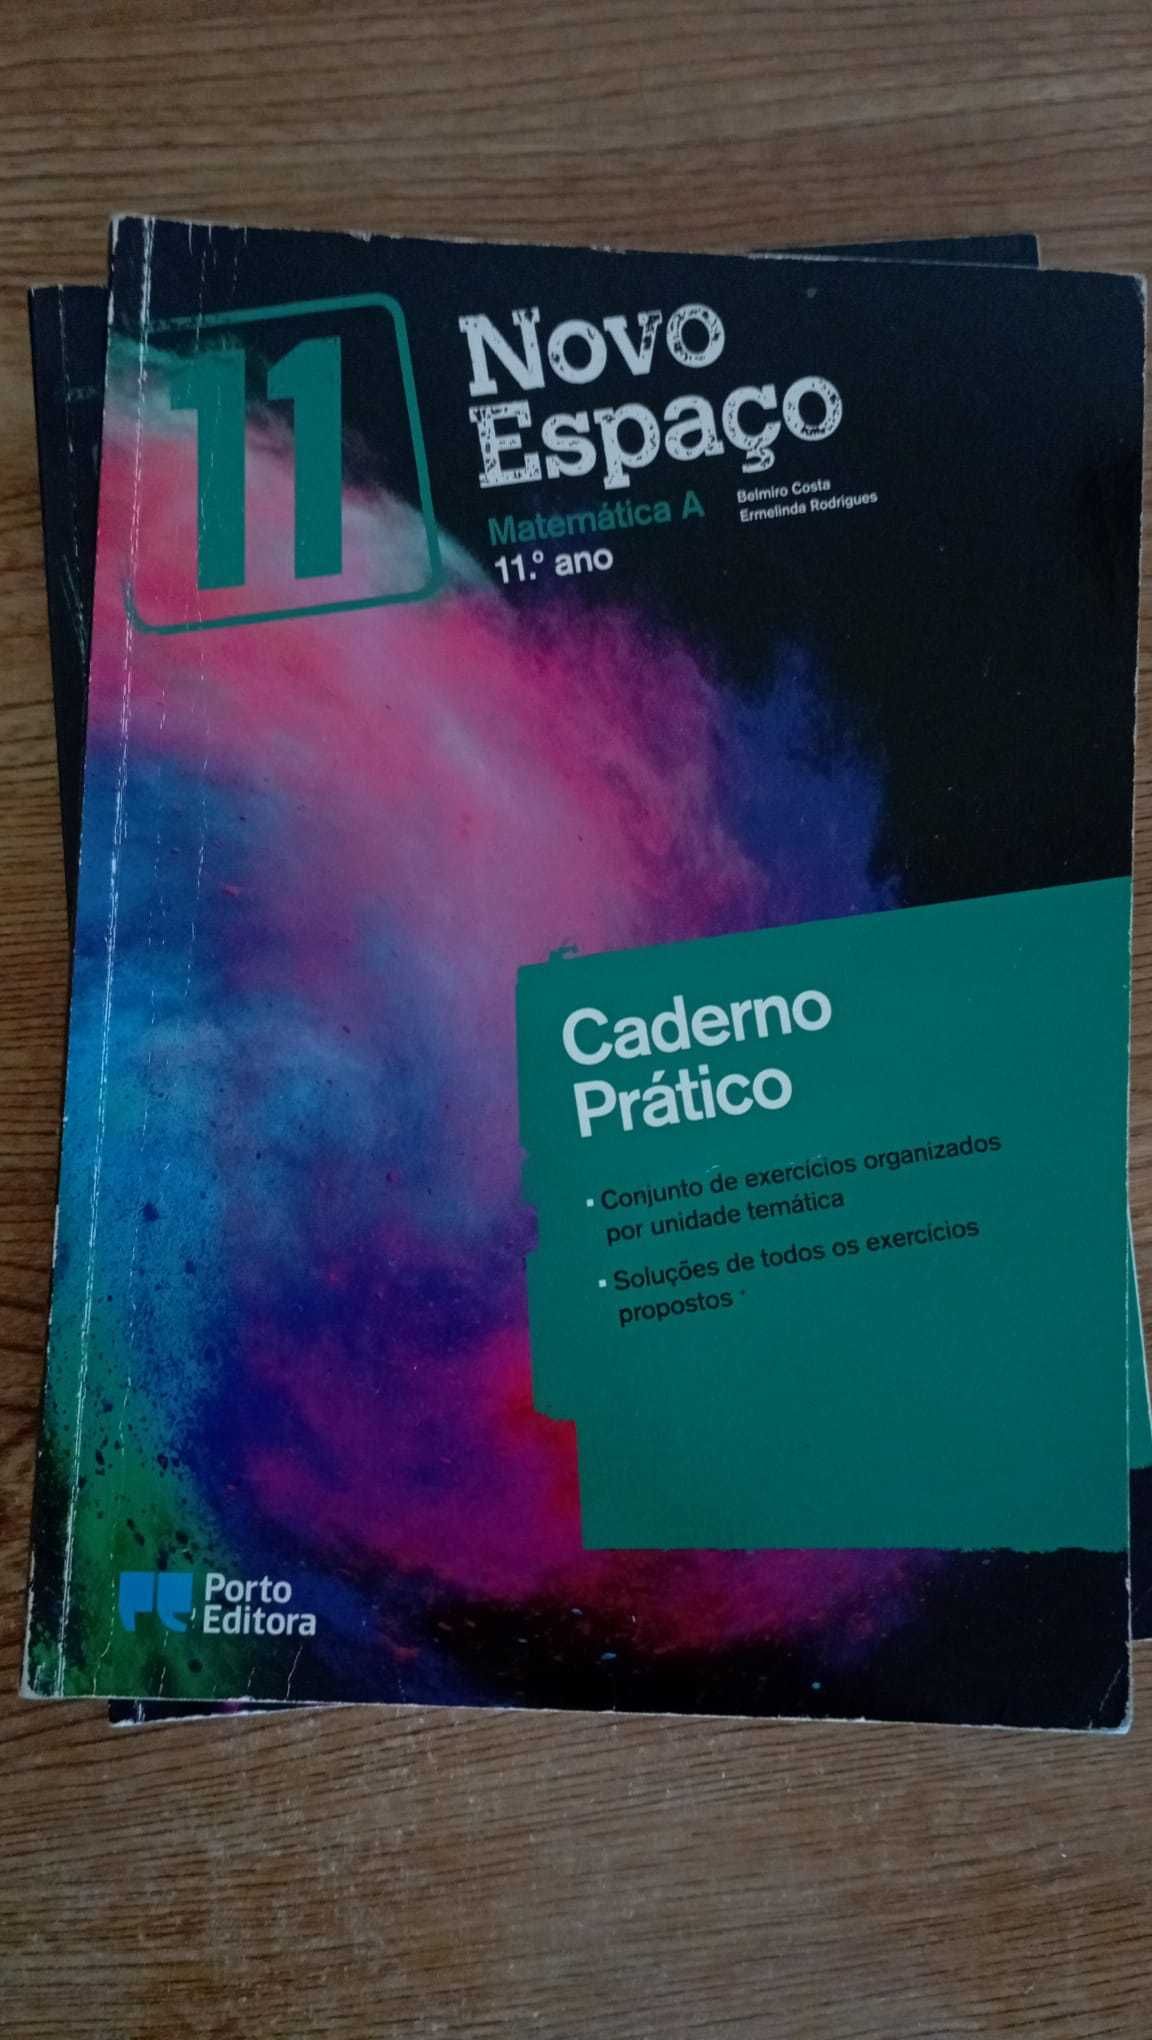 11
Novo
Espaço
Matemática A
11.º ano
Belmiro Costa
Ermelinda Rodrigues
Caderno
Prático
▪ Conjunto de exercícios organizados
por unidade temática
▪ Soluções de todos os exercícios
propostos
Porto
Editora